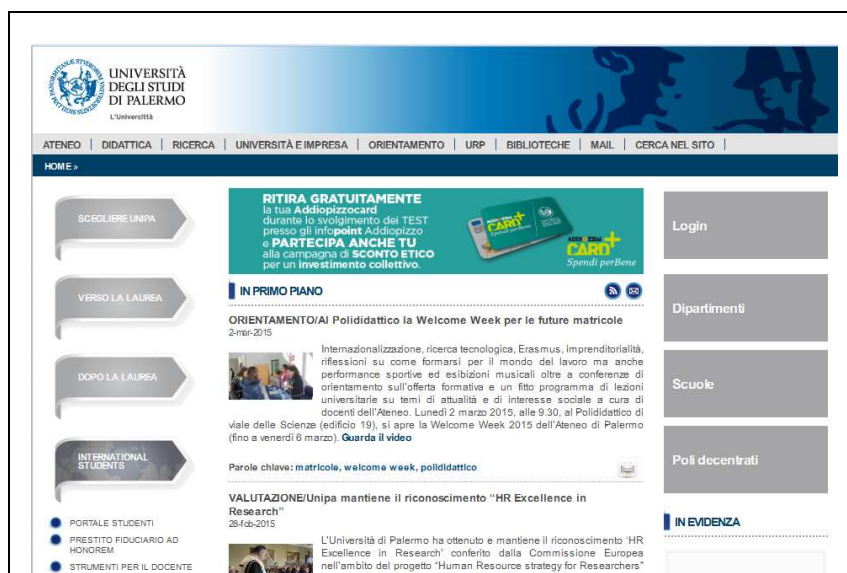 UNIVERSITÀ
DEGLI STUDI
DI PALERMO
L'Univercittà
ATENEO | DIDATTICA | RICERCA | UNIVERSITÀ E IMPRESA | ORIENTAMENTO | URP | BIBLIOTECHE | MAIL | CERCA NEL SITO |
HOME »
SCEGLIERE UNIPA
VERSO LA LAUREA
DOPO LA LAUREA
INTERNATIONAL
STUDENTS
PORTALE STUDENTI
PRESTITO FIDUCIARIO AD
HONOREM
STRUMENTI PER IL DOCENTE
RITIRA GRATUITAMENTE
la tua Addiopizzocard
durante lo svolgimento dei TEST
presso gli infopoint Addiopizzo
e PARTECIPA ANCHE TU
alla campagna di SCONTO ETICO
per un investimento collettivo.
CARD+
CARD+
Spendi perBene
IN PRIMO PIANO
ORIENTAMENTO/Al Polididattico la Welcome Week per le future matricole
2-mar-2015
Internazionalizzazione, ricerca tecnologica, Erasmus, imprenditorialità,
riflessioni su come formarsi per il mondo del lavoro ma anche
performance sportive ed esibizioni musicali oltre a conferenze di
orientamento sull'offerta formativa e un fitto programma di lezioni
universitarie su temi di attualità e di interesse sociale a cura di
docenti dell'Ateneo. Lunedì 2 marzo 2015, alle 9.30, al Polididattico di
viale delle Scienze (edificio 19), si apre la Welcome Week 2015 dell'Ateneo di Palermo
(fino a venerdì 6 marzo). Guarda il video
Parole chiave: matricole, welcome week, polididattico
VALUTAZIONE/Unipa mantiene il riconoscimento "HR Excellence in
Research"
28-feb-2015
L'Università di Palermo ha ottenuto e mantiene il riconoscimento 'HR
Excellence in Research' conferito dalla Commissione Europea
nell'ambito del progetto "Human Resource strategy for Researchers"
Login
Dipartimenti
Scuole
Poli decentrati
IN EVIDENZA